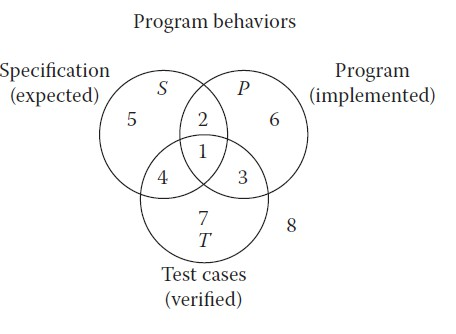 Program behaviors
Specification
(expected)
Program
(implemented)
S
P
5
2
6
1
4
3
7
T
8
Test cases
(verified)